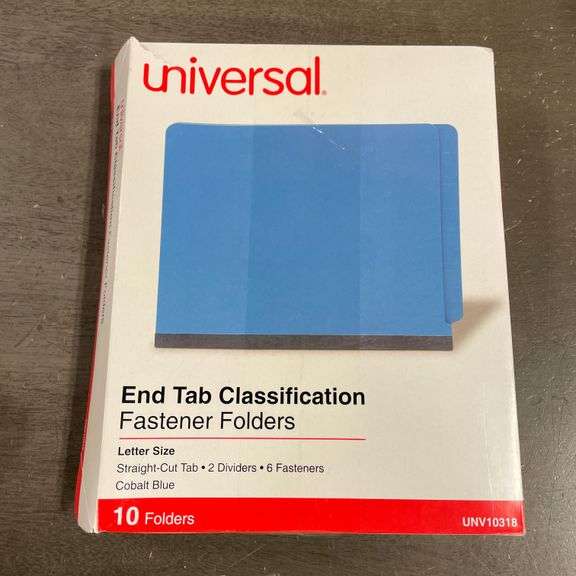 universal®
End Tab Classification
Fastener Folders
Letter Size
Straight-Cut Tab • 2 Dividers • 6 Fasteners
Cobalt Blue
10 Folders
UNV10318